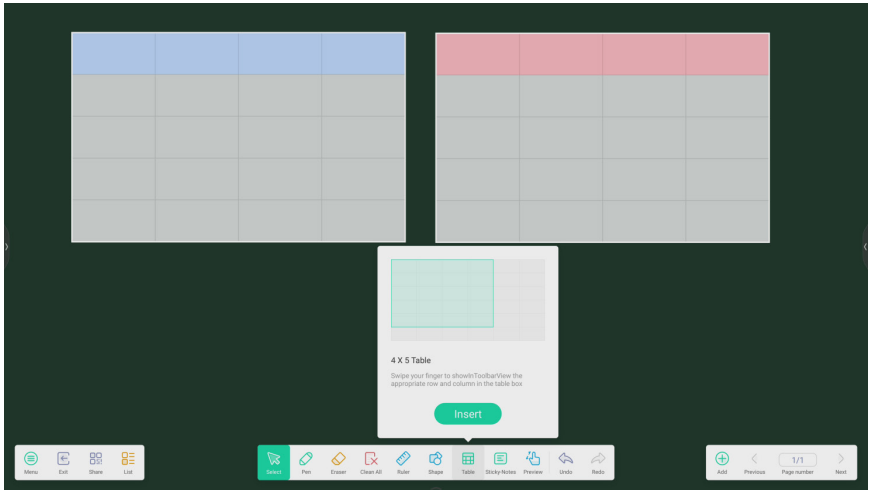 4 X 5 Table
Swipe your finger to showInToolbarView the
appropriate row and column in the table box
Insert
Menu
Exit
Share
List
Select
Pen
Eraser
Clean All
Ruler
Shape
Table
Sticky-Notes
Preview
Undo
Redo
Add
Previous
1/1
Page number
Next